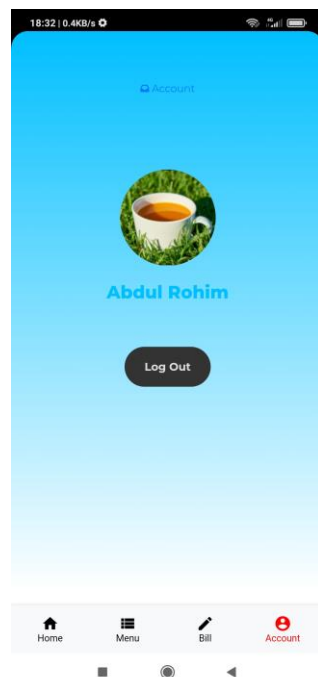 18:32 | 0.4KB/s
Account
Abdul Rohim
Log Out
Home Menu Bill Account